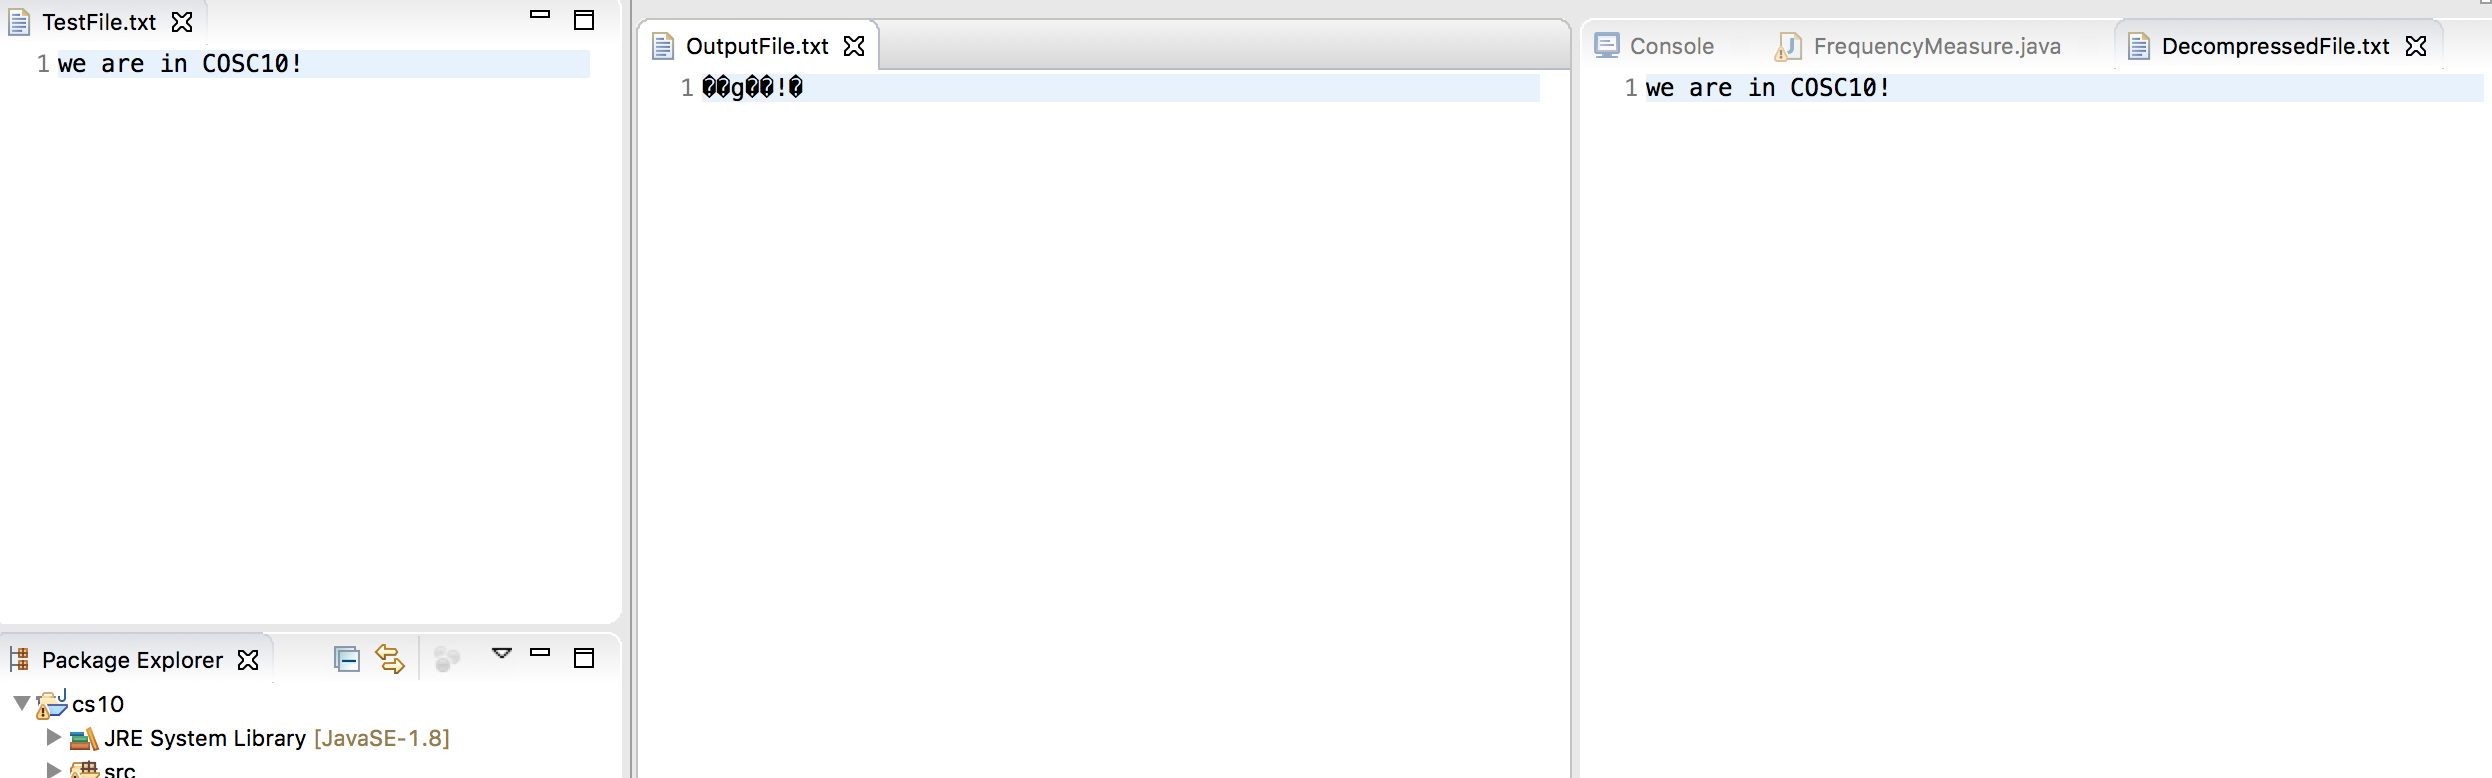 TestFile.txt
1 we are in COSC10!
Package Explorer
cs10
JRE System Library [JavaSE-1.8]
src
OutputFile.txt
1 ��g��!�
Console
FrequencyMeasure.java
DecompressedFile.txt
1 we are in COSC10!